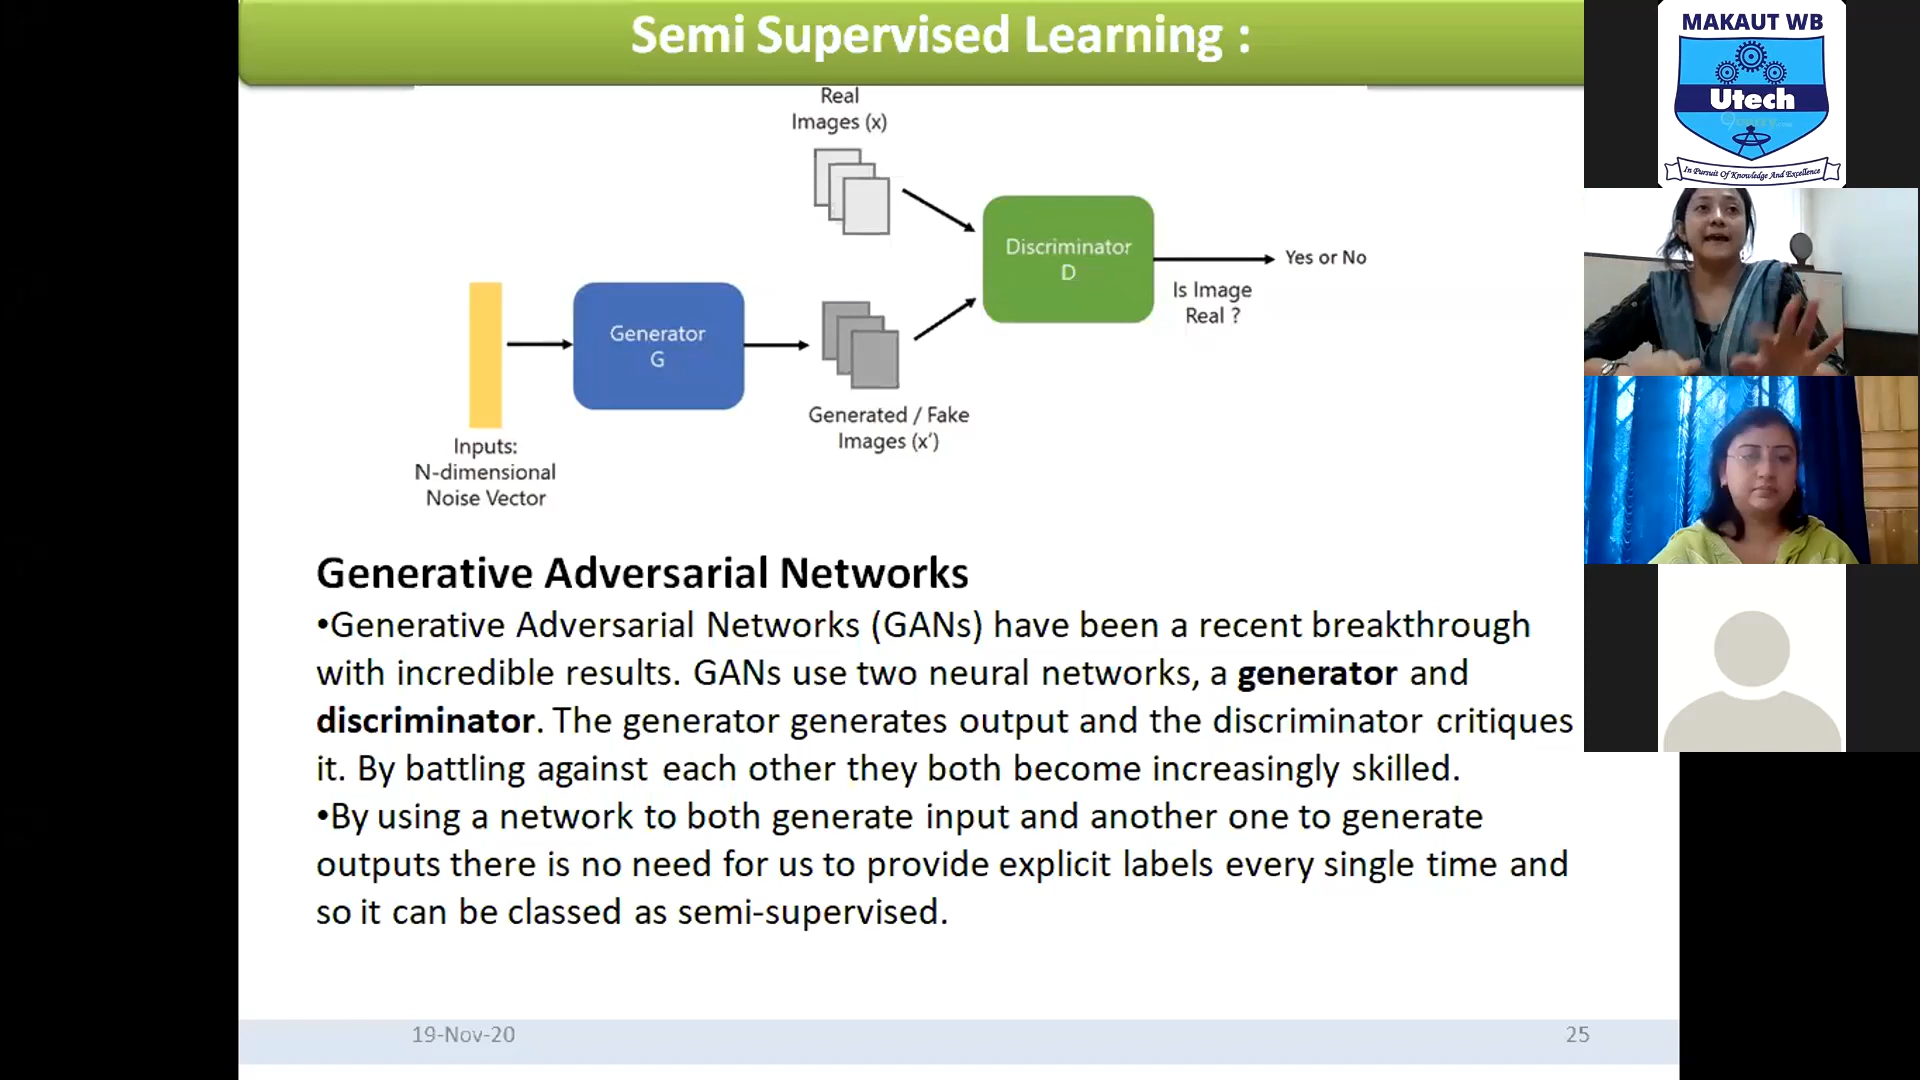 Semi Supervised Learning :
Real
Images (x)
Discriminator
D
Yes or No
Is Image
Real ?
Generator
G
Generated / Fake
Images (x’)
Inputs:
N-dimensional
Noise Vector
Generative Adversarial Networks
•Generative Adversarial Networks (GANs) have been a recent breakthrough
with incredible results. GANs use two neural networks, a generator and
discriminator. The generator generates output and the discriminator critiques
it. By battling against each other they both become increasingly skilled.
•By using a network to both generate input and another one to generate
outputs there is no need for us to provide explicit labels every single time and
so it can be classed as semi-supervised.
19-Nov-20
25
MAKAUT WB
Utech
In Pursuit Of Knowledge And Excellence